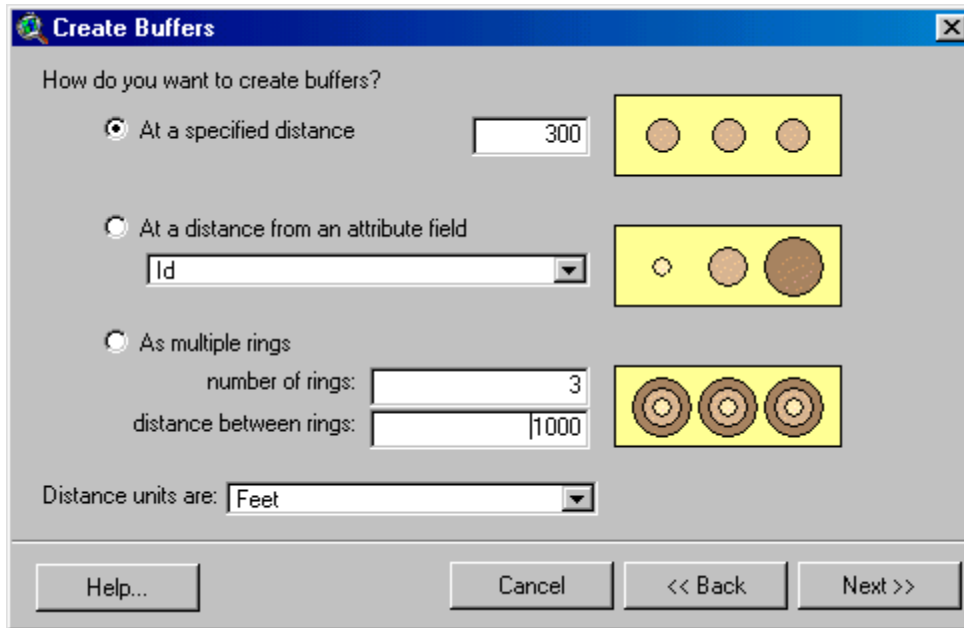 Create Buffers
How do you want to create buffers?
At a specified distance 300
At a distance from an attribute field
Id
As multiple rings
number of rings: 3
distance between rings: 1000
Distance units are: Feet
Help... Cancel << Back Next >>